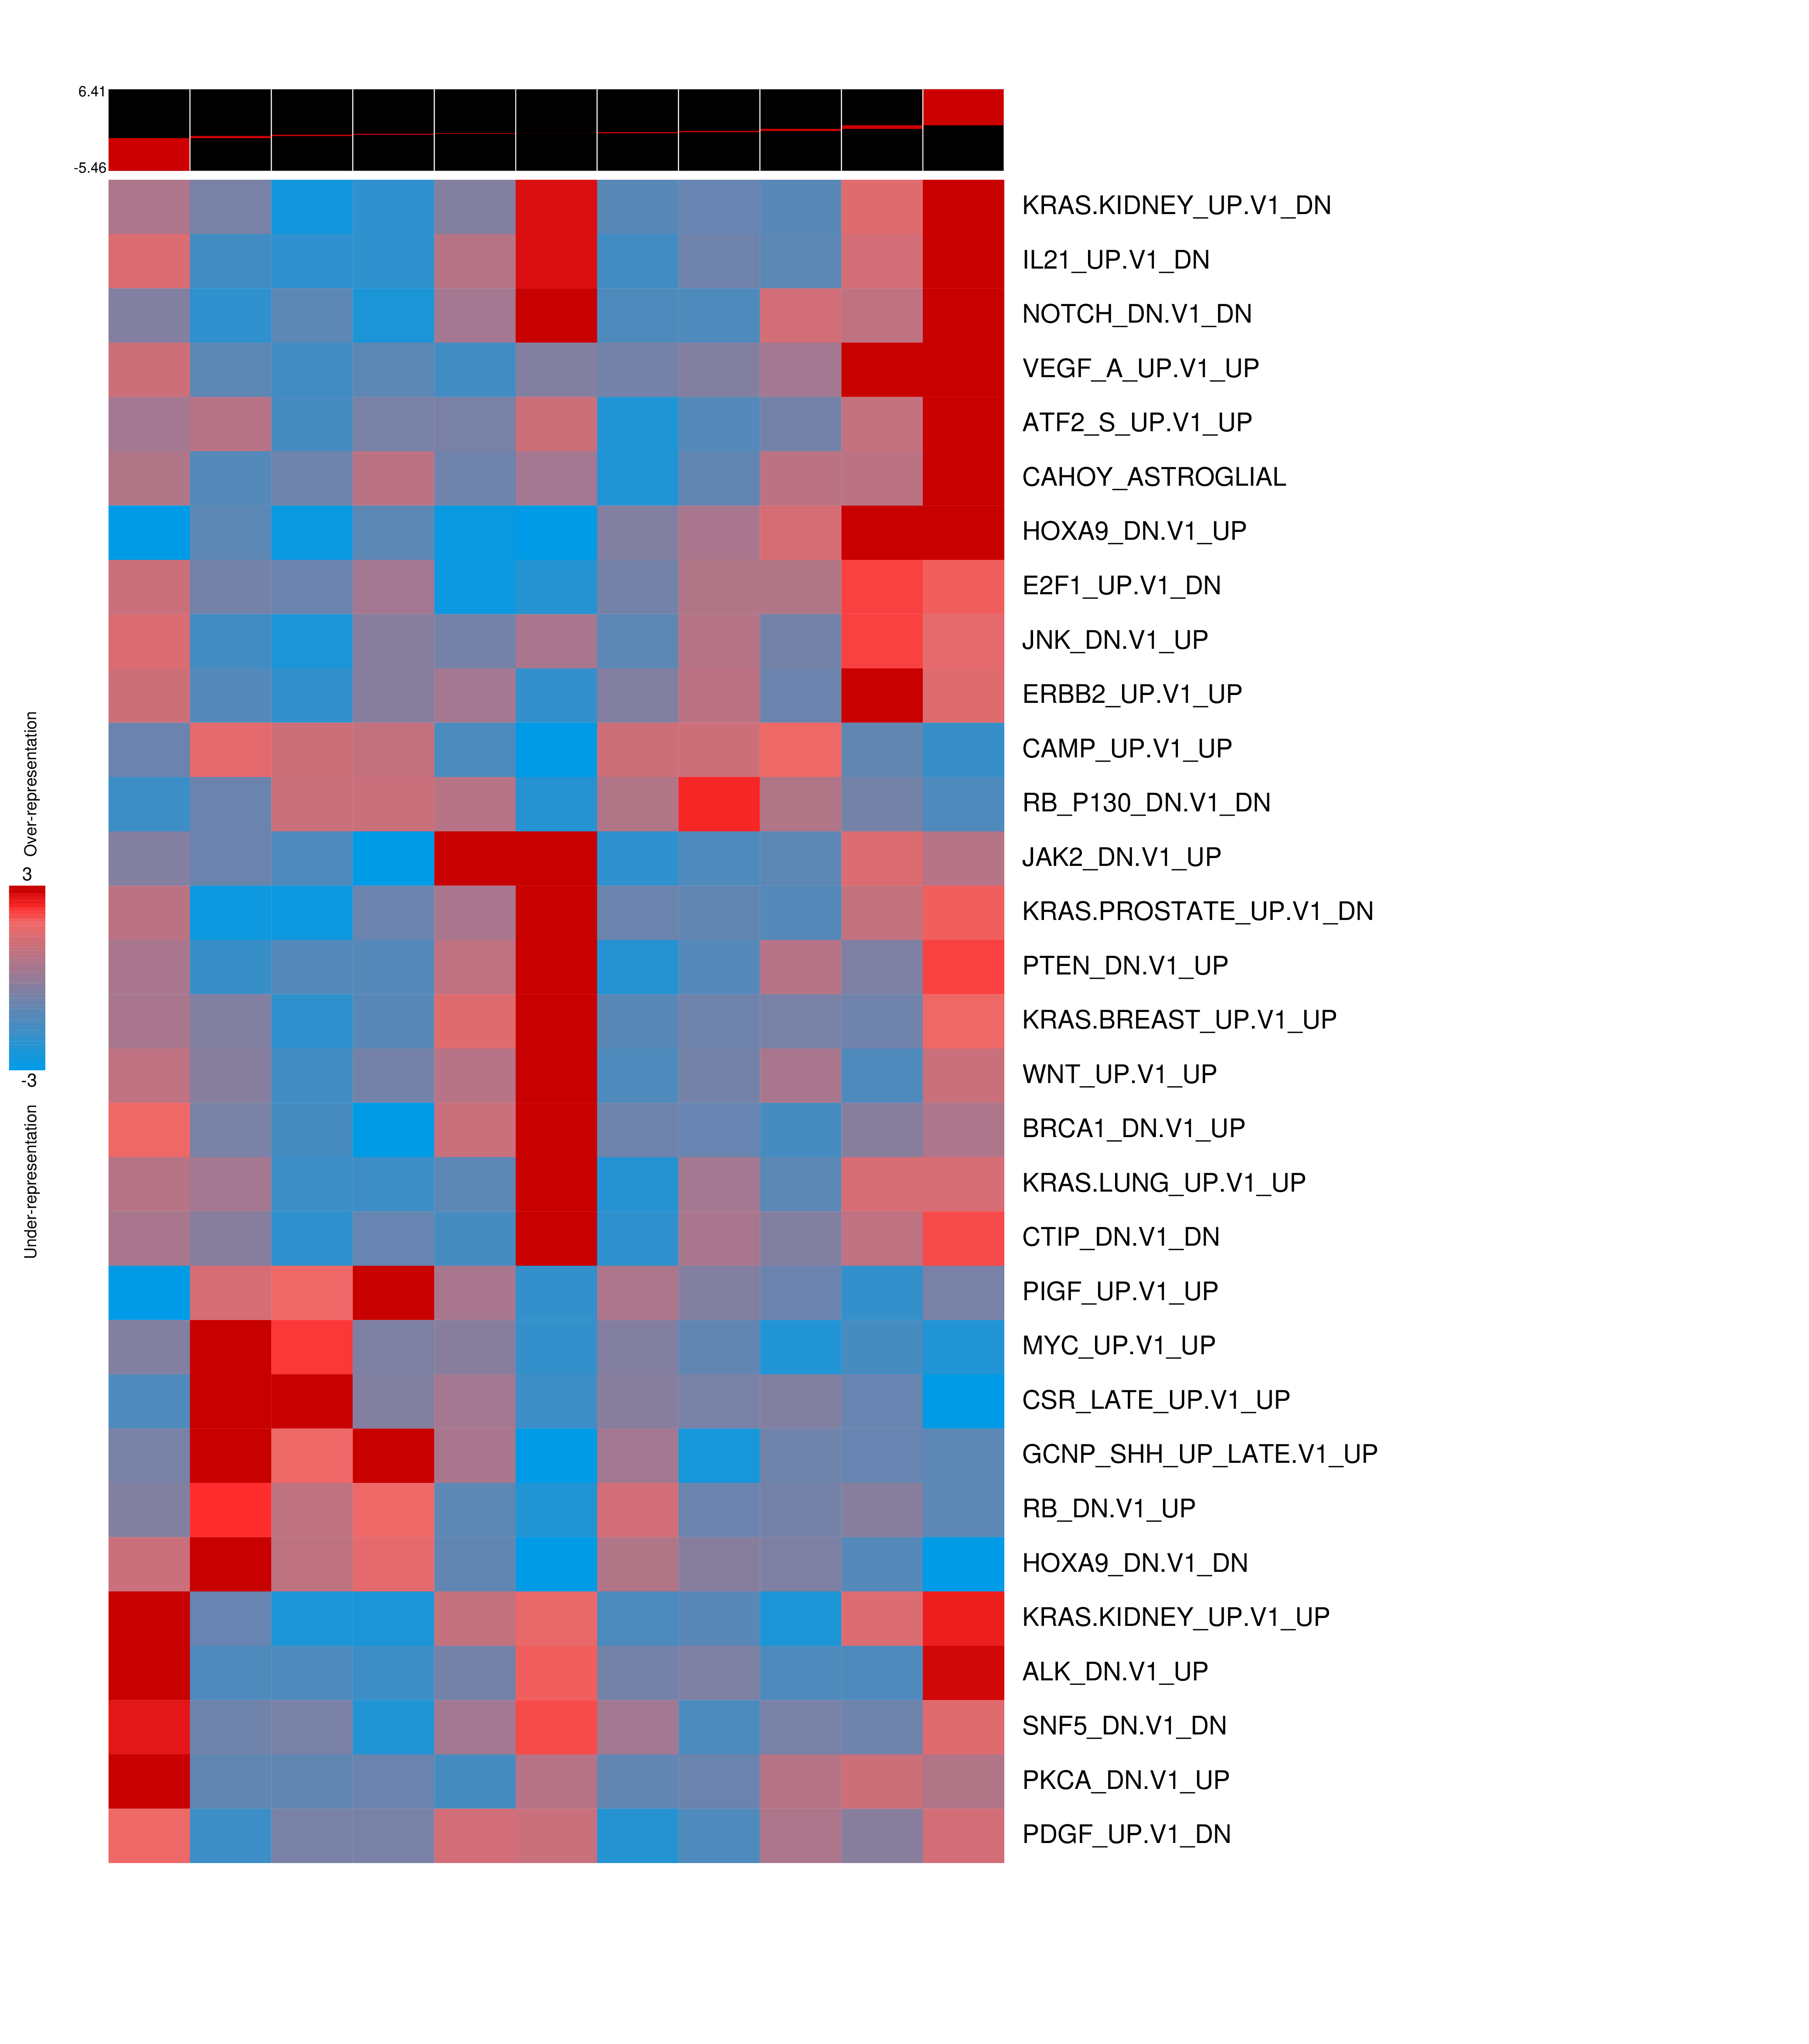 6.41
-5.46
KRAS.KIDNEY_UP.V1_DN
IL21_UP.V1_DN
NOTCH_DN.V1_DN
VEGF_A_UP.V1_UP
ATF2_S_UP.V1_UP
CAHOY_ASTROGLIAL
HOXA9_DN.V1_UP
E2F1_UP.V1_DN
JNK_DN.V1_UP
ERBB2_UP.V1_UP
CAMP_UP.V1_UP
RB_P130_DN.V1_DN
JAK2_DN.V1_UP
KRAS.PROSTATE_UP.V1_DN
PTEN_DN.V1_UP
KRAS.BREAST_UP.V1_UP
WNT_UP.V1_UP
BRCA1_DN.V1_UP
KRAS.LUNG_UP.V1_UP
CTIP_DN.V1_DN
PIGF_UP.V1_UP
MYC_UP.V1_UP
CSR_LATE_UP.V1_UP
GCNP_SHH_UP_LATE.V1_UP
RB_DN.V1_UP
HOXA9_DN.V1_DN
KRAS.KIDNEY_UP.V1_UP
ALK_DN.V1_UP
SNF5_DN.V1_DN
PKCA_DN.V1_UP
PDGF_UP.V1_DN
Over-representation
3
-3
Under-representation